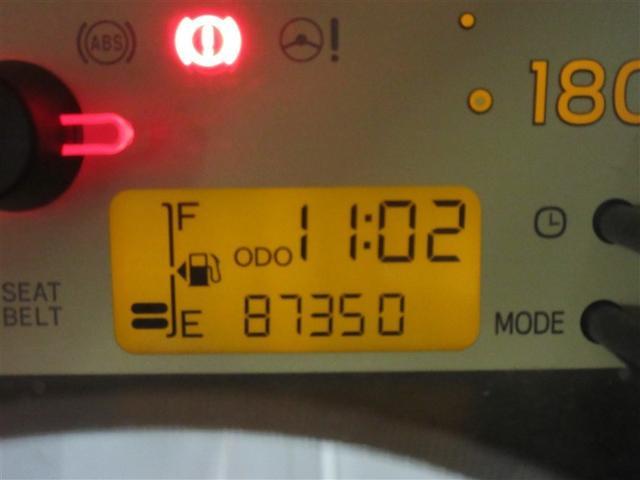 ABS ! !
180
F
ODO 11:02
SEAT
BELT
E 87350
MODE